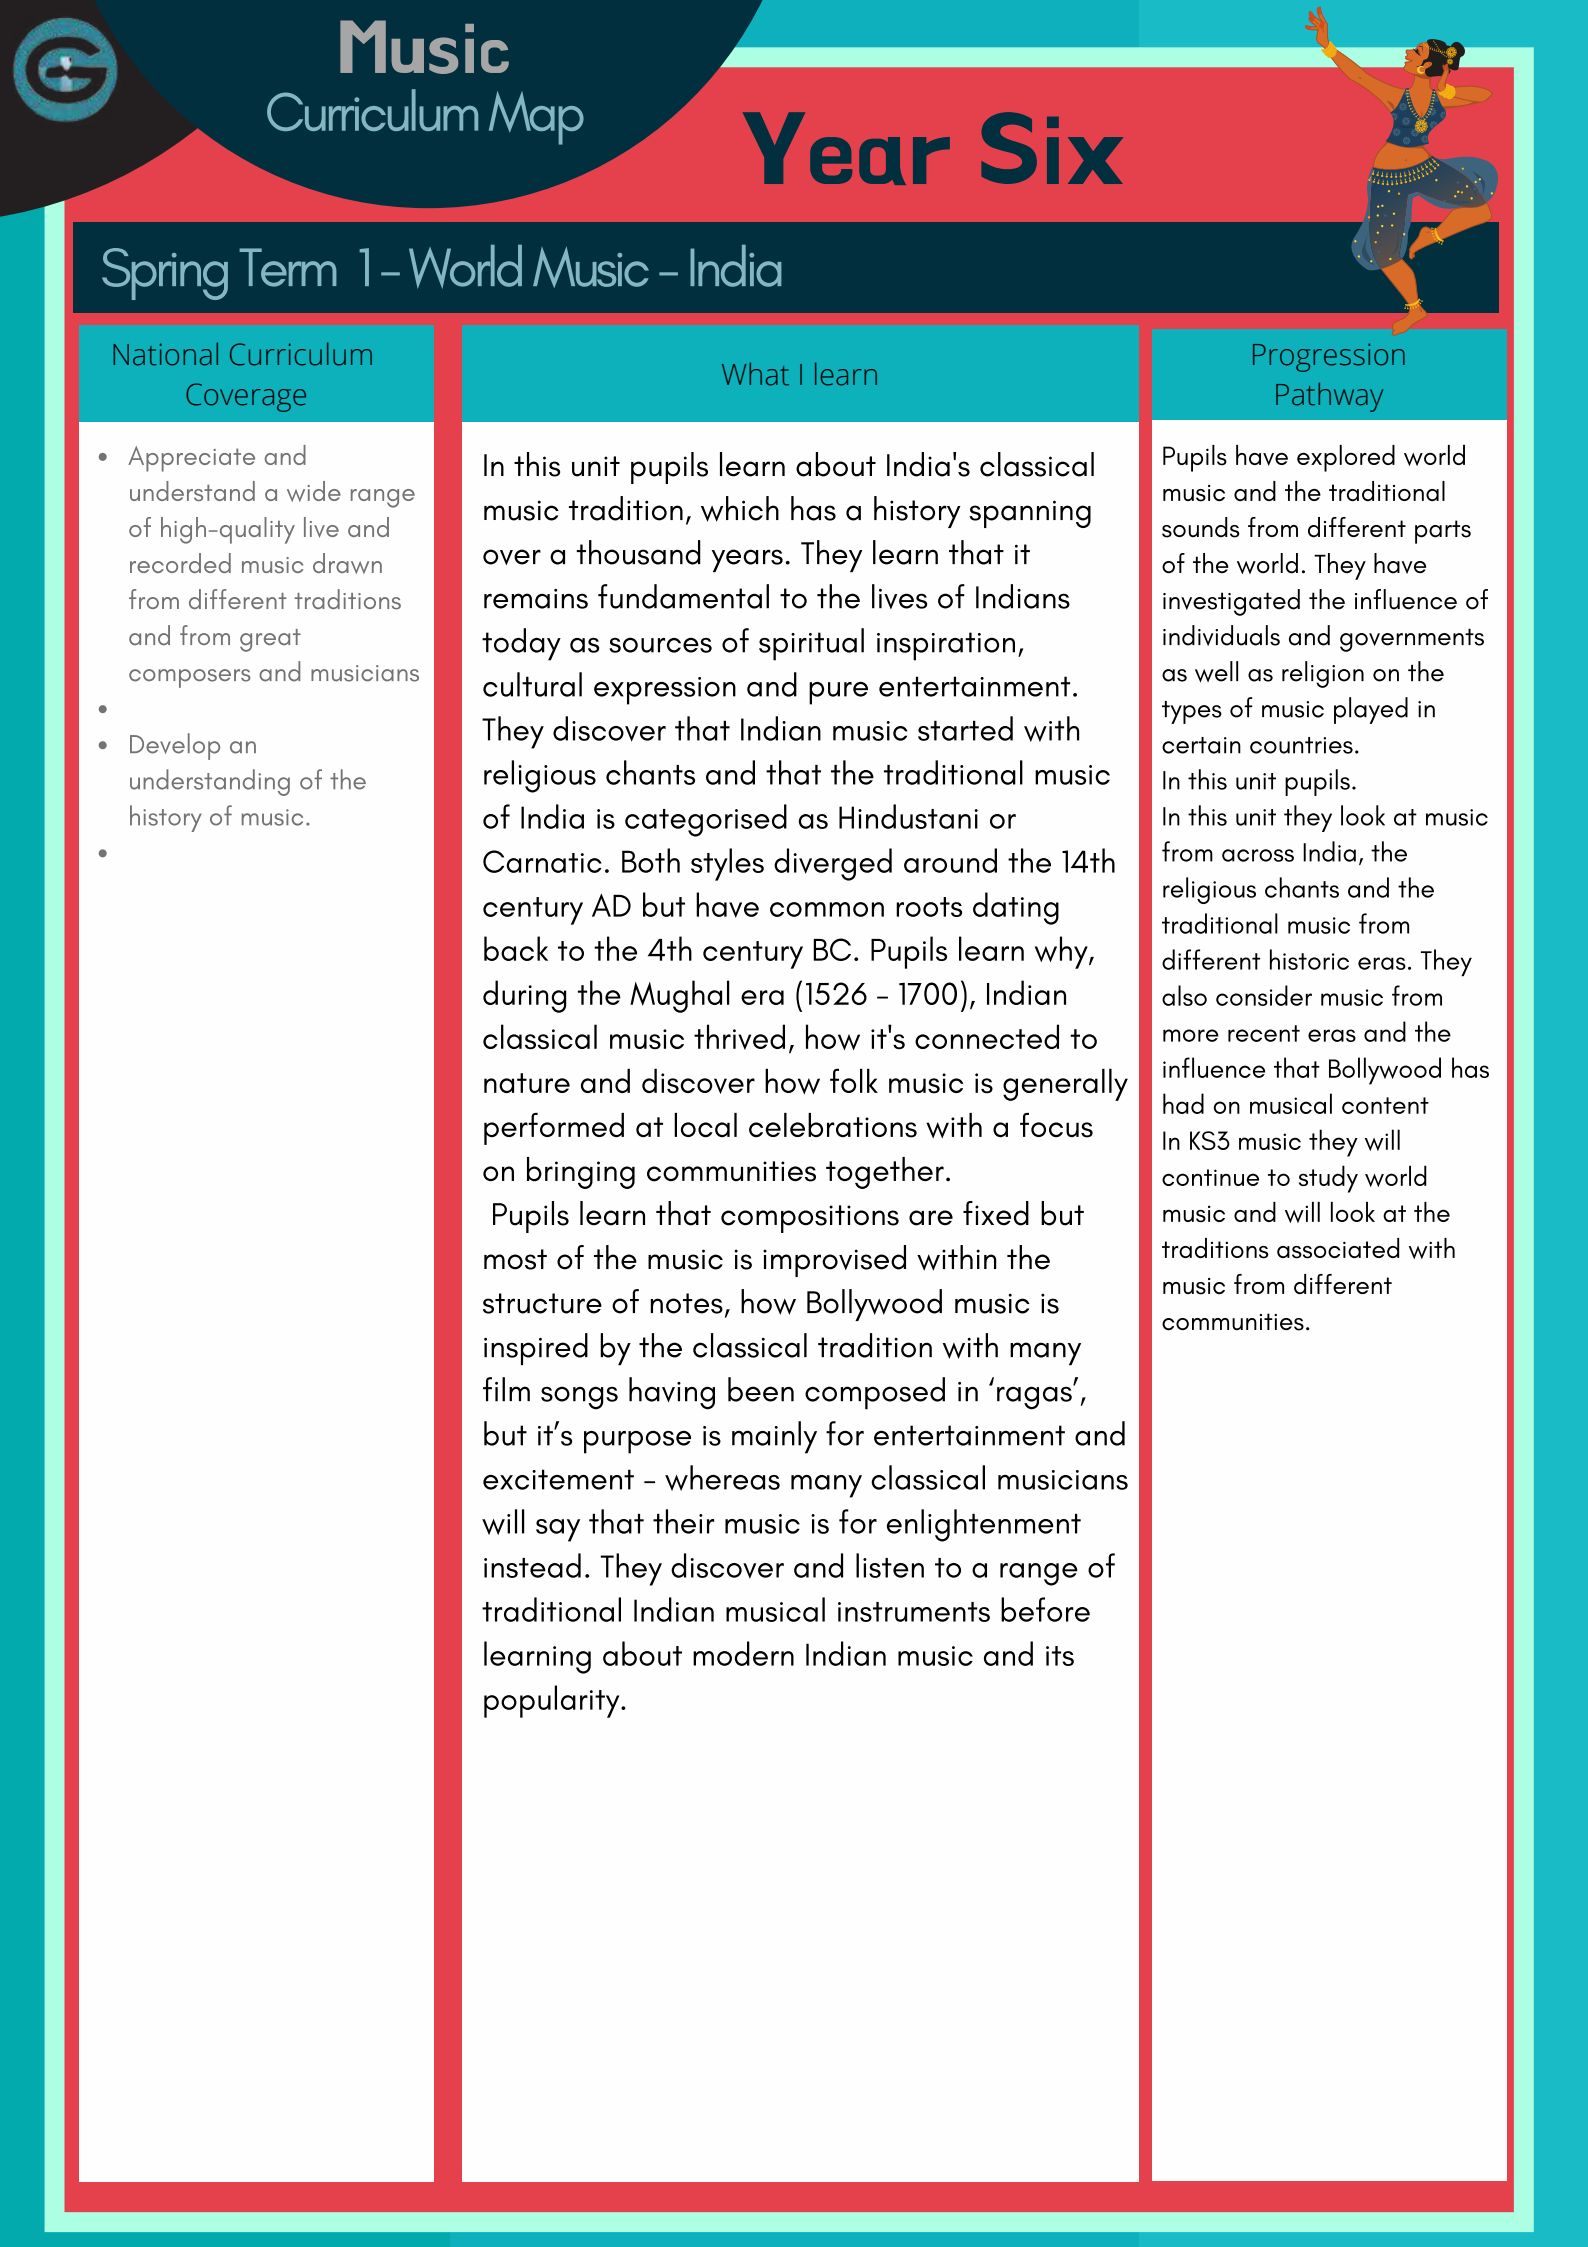 Music
Curriculum Map
Year Six
Spring Term 1 – World Music – India
National Curriculum
Coverage
• Appreciate and
understand a wide range
of high-quality live and
recorded music drawn
from different traditions
and from great
composers and musicians
•
• Develop an
understanding of the
history of music.
•
What I learn
In this unit pupils learn about India's classical
music tradition, which has a history spanning
over a thousand years. They learn that it
remains fundamental to the lives of Indians
today as sources of spiritual inspiration,
cultural expression and pure entertainment.
They discover that Indian music started with
religious chants and that the traditional music
of India is categorised as Hindustani or
Carnatic. Both styles diverged around the 14th
century AD but have common roots dating
back to the 4th century BC. Pupils learn why,
during the Mughal era (1526 – 1700), Indian
classical music thrived, how it's connected to
nature and discover how folk music is generally
performed at local celebrations with a focus
on bringing communities together.
Pupils learn that compositions are fixed but
most of the music is improvised within the
structure of notes, how Bollywood music is
inspired by the classical tradition with many
film songs having been composed in ‘ragas’,
but it’s purpose is mainly for entertainment and
excitement – whereas many classical musicians
will say that their music is for enlightenment
instead. They discover and listen to a range of
traditional Indian musical instruments before
learning about modern Indian music and its
popularity.
Progression
Pathway
Pupils have explored world
music and the traditional
sounds from different parts
of the world. They have
investigated the influence of
individuals and governments
as well as religion on the
types of music played in
certain countries.
In this unit pupils.
In this unit they look at music
from across India, the
religious chants and the
traditional music from
different historic eras. They
also consider music from
more recent eras and the
influence that Bollywood has
had on musical content
In KS3 music they will
continue to study world
music and will look at the
traditions associated with
music from different
communities.